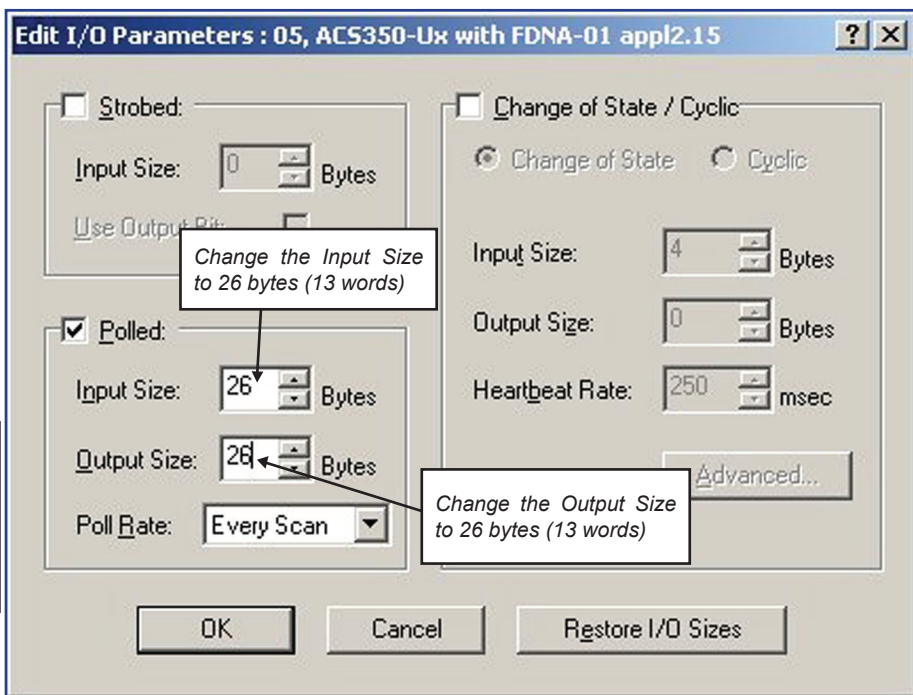 Edit I/O Parameters : 05, ACS350-Ux with FDNA-01 appl2.15
Strobed:
Input Size: 0 Bytes
Use Output Bit:
Change the Input Size
to 26 bytes (13 words)
Polled:
Input Size: 26 Bytes
Output Size: 26 Bytes
Poll Rate: Every Scan
Change of State / Cyclic
Change of State Cyclic
Input Size: 4 Bytes
Output Size: 0 Bytes
Heartbeat Rate: 250 msec
Advanced...
Change the Output Size
to 26 bytes (13 words)
OK Cancel Restore I/O Sizes